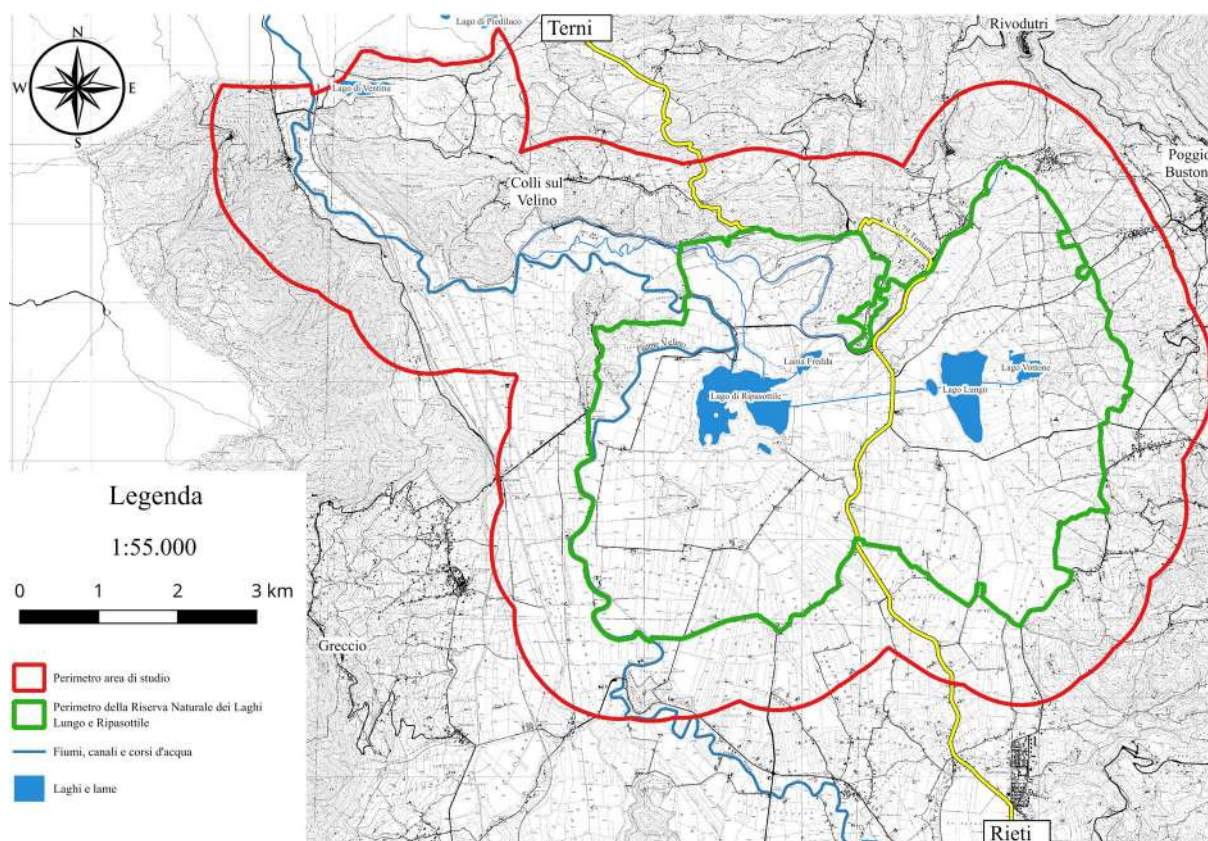 Lago di Piediluco
Terni
Rivodutri
N
W
E
S
Lago di Ventina
Poggio
Bustone
Colli sul
Velino
Fiume Velino
Lama Fredda
Lago Votone
Lago Lungo
Lago di Ripasottile
Legenda
1:55.000
0 1 2 3 km
Greccio
Perimetro area di studio
Perimetro della Riserva Naturale dei Laghi
Lungo e Ripasottile
Fiumi, canali e corsi d'acqua
Laghi e lame
Rieti